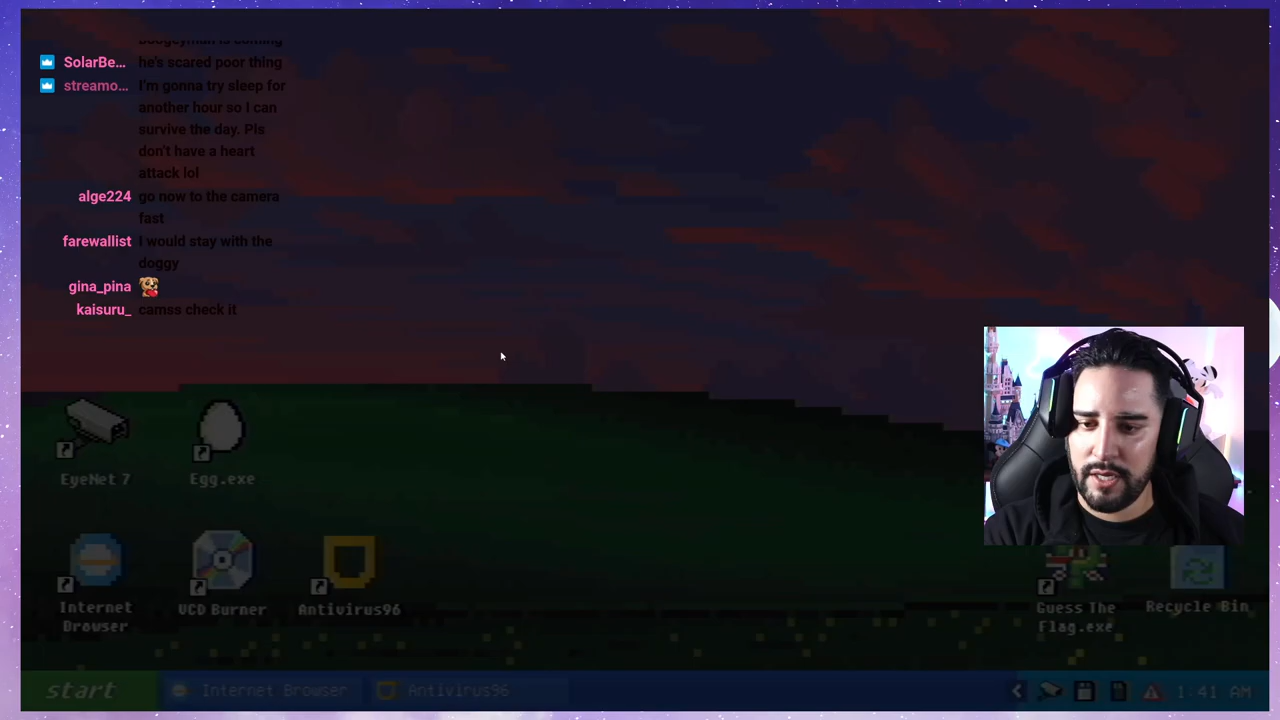 boogeyman is coming
SolarBe... he's scared poor thing
streamo... I'm gonna try sleep for
another hour so I can
survive the day. Pls
don't have a heart
attack lol
alge224 go now to the camera
fast
farewallist I would stay with the
doggy
gina_pina
kaisuru_ camss check it
EyeNet 7
Egg.exe
Internet
Browser
VCD Burner
Antivirus96
Guess The
Flag.exe
Recycle Bin
start
Internet Browser
Antivirus96
1:41 AM